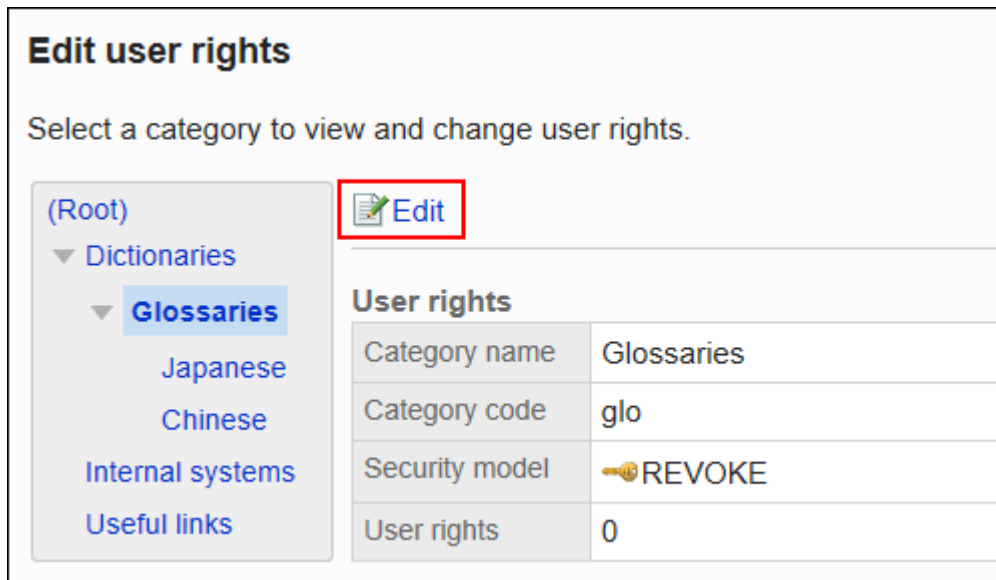 Edit user rights
Select a category to view and change user rights.
(Root)
Dictionaries
Glossaries
Japanese
Chinese
Internal systems
Useful links
Edit
User rights
Category name Glossaries
Category code glo
Security model REVOKE
User rights 0